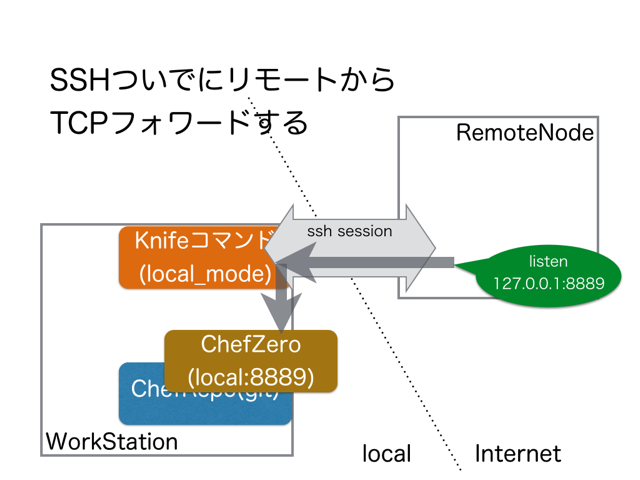 SSHついでにリモートから
TCPフォワードする
RemoteNode
ssh session
Knifeコマンド
(local_mode)
listen
127.0.0.1:8889
ChefZero
(local:8889)
ChefRepo(git)
WorkStation
local
Internet